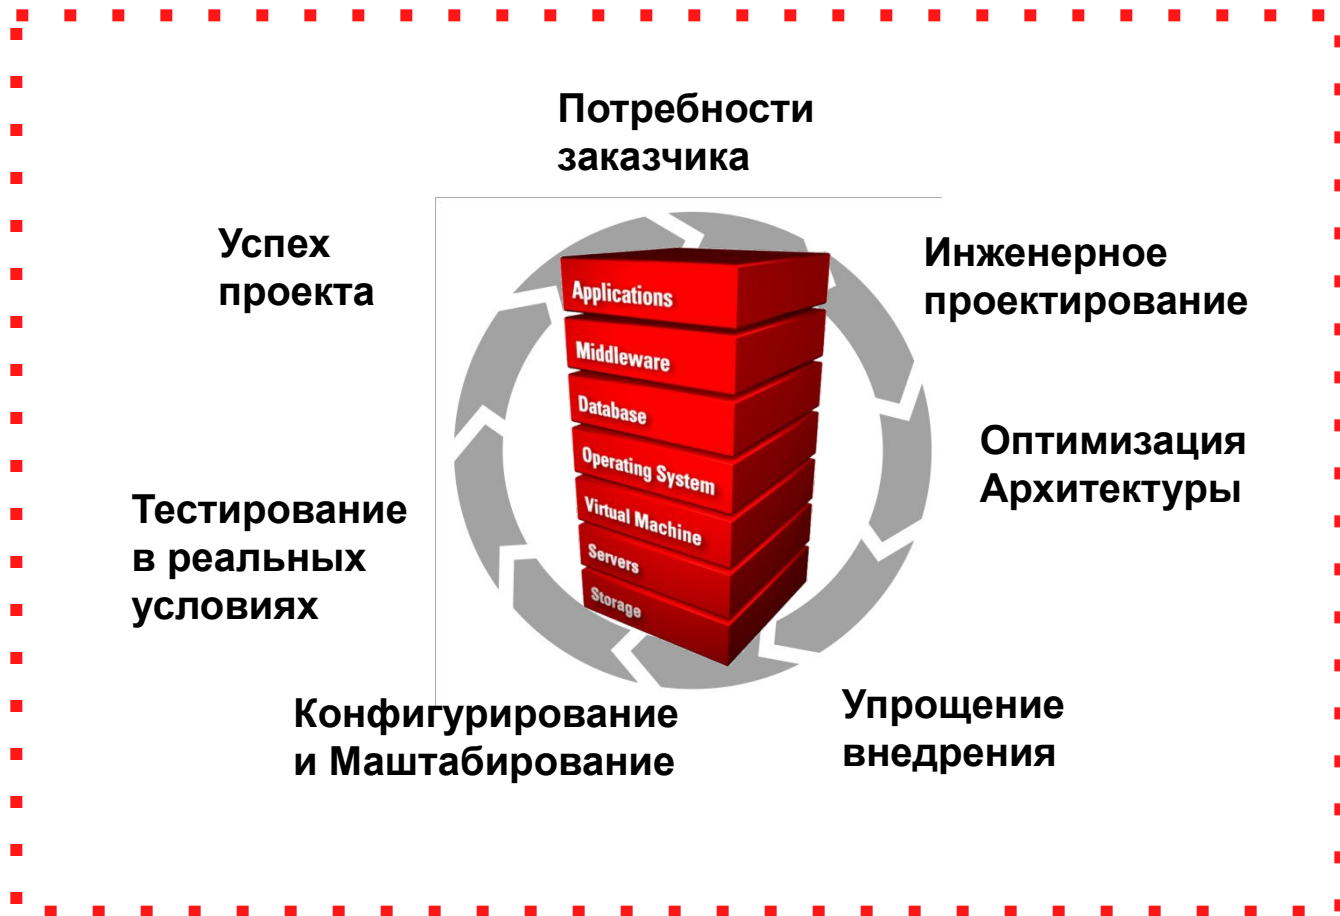 Потребности
заказчика
Успех
проекта
Инженерное
проектирование
Applications
Middleware
Database
Operating System
Virtual Machine
Servers
Storage
Оптимизация
Архитектуры
Тестирование
в реальных
условиях
Конфигурирование
и Маштабирование
Упрощение
внедрения